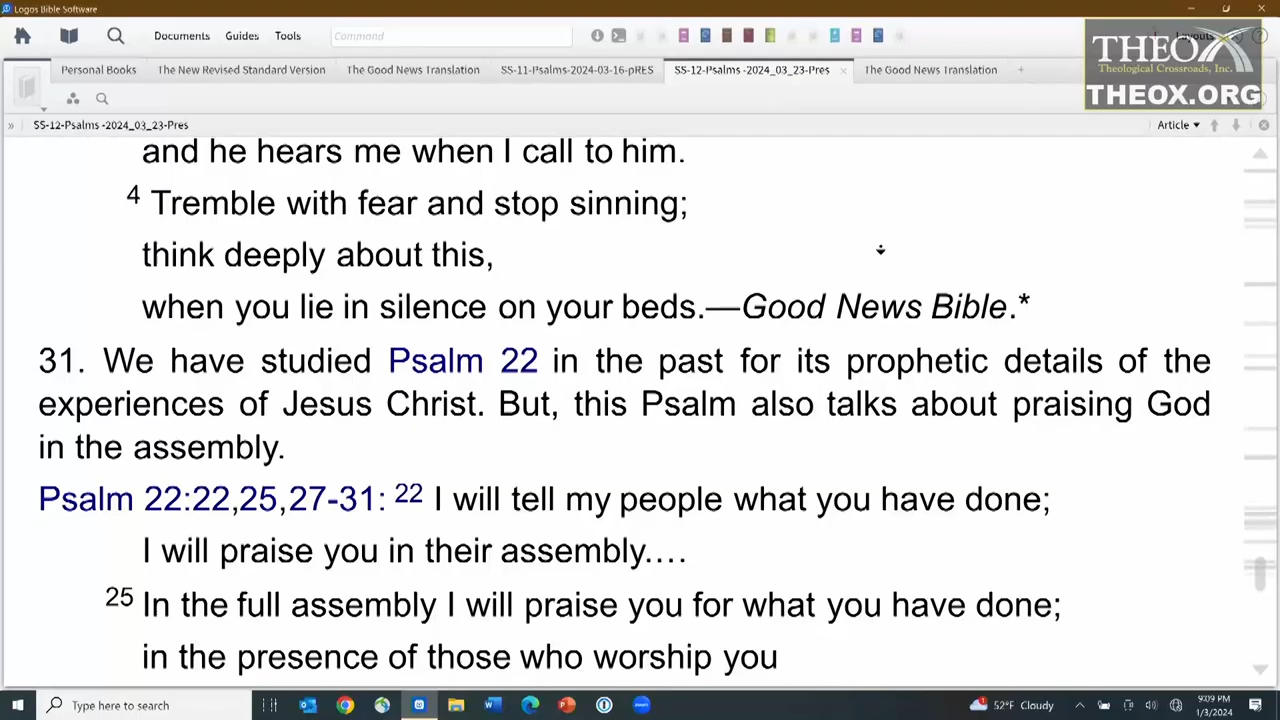 Logos Bible Software
Documents Guides Tools Command Layouts
THEOX
Theological Crossroads, Inc.
THEOX.ORG
Personal Books The New Revised Standard Version The Good News SS-11-Psalms-2024-03-16-pRES SS-12-Psalms -2024_03_23-Pres The Good News Translation
SS-12-Psalms -2024_03_23-Pres Article
and he hears me when I call to him.
4 Tremble with fear and stop sinning;
think deeply about this,
when you lie in silence on your beds.—Good News Bible.*
31. We have studied Psalm 22 in the past for its prophetic details of the
experiences of Jesus Christ. But, this Psalm also talks about praising God
in the assembly.
Psalm 22:22,25,27-31: 22 I will tell my people what you have done;
I will praise you in their assembly….
25 In the full assembly I will praise you for what you have done;
in the presence of those who worship you
Type here to search 52°F Cloudy 9:09 PM
1/3/2024